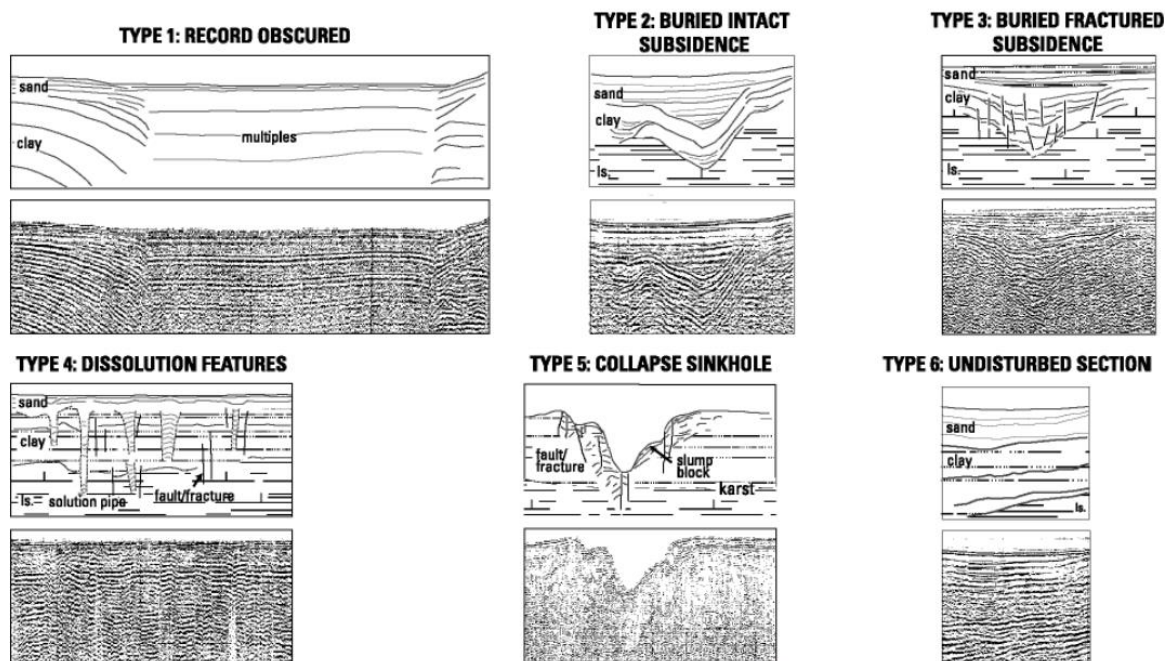 TYPE 1: RECORD OBSCURED
sand
clay
multiples
TYPE 2: BURIED INTACT
SUBSIDENCE
sand
clay
ls.
TYPE 3: BURIED FRACTURED
SUBSIDENCE
sand
clay
ls.
TYPE 4: DISSOLUTION FEATURES
sand
clay
ls.
solution pipe
fault/fracture
TYPE 5: COLLAPSE SINKHOLE
fault/
fracture
slump
block
karst
TYPE 6: UNDISTURBED SECTION
sand
clay
ls.